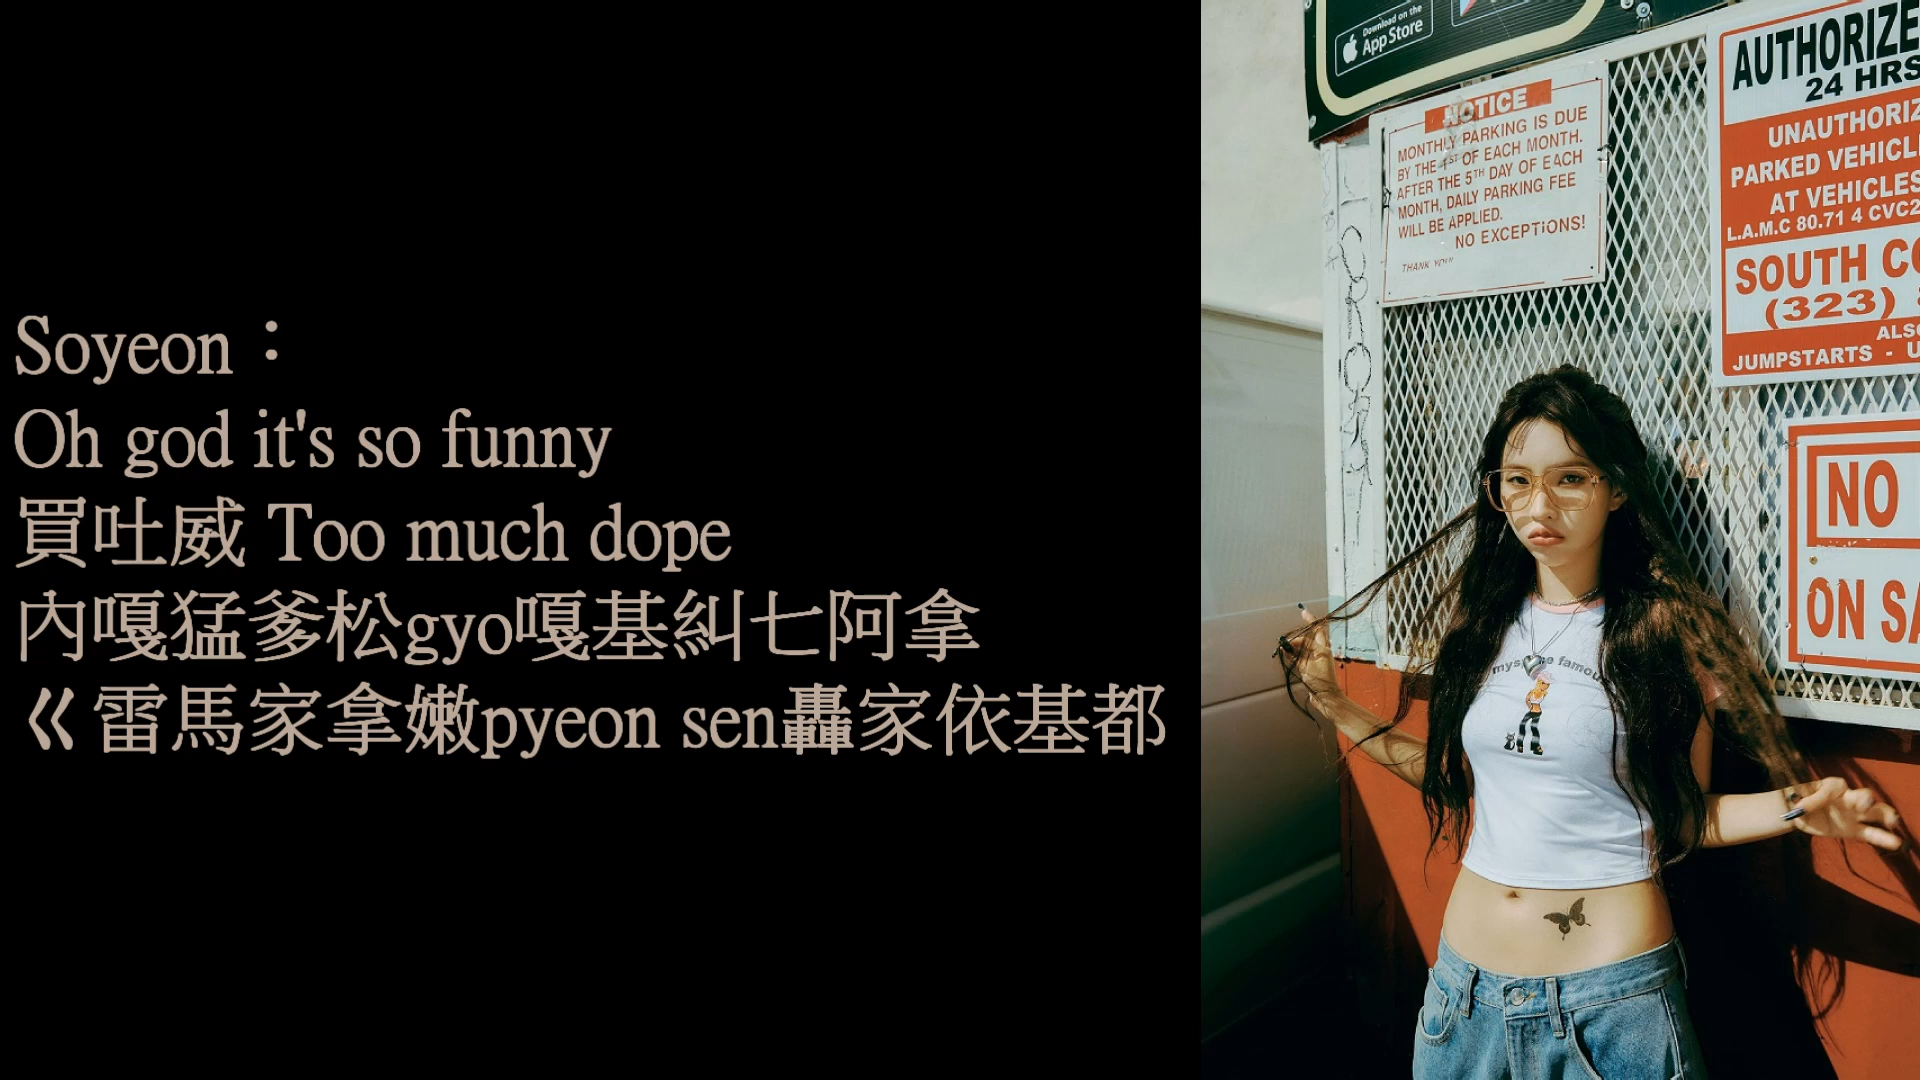 Soyeon：
Oh god it's so funny
買吐威 Too much dope
內嘎猛爹松gyo嘎基糾七阿拿
ㄍ雷馬家拿嫩pyeon sen轟家依基都
Download on the
App Store
NOTICE
MONTHLY PARKING IS DUE
BY THE 1ST OF EACH MONTH.
AFTER THE 5TH DAY OF EACH
MONTH, DAILY PARKING FEE
WILL BE APPLIED.
NO EXCEPTIONS!
THANK YOU!
AUTHORIZE
24 HRS
UNAUTHORIZ
PARKED VEHICL
AT VEHICLES
L.A.M.C 80.71 4 CVC2
SOUTH CO
(323)
ALSO
JUMPSTARTS - U
NO
ON SA
famou